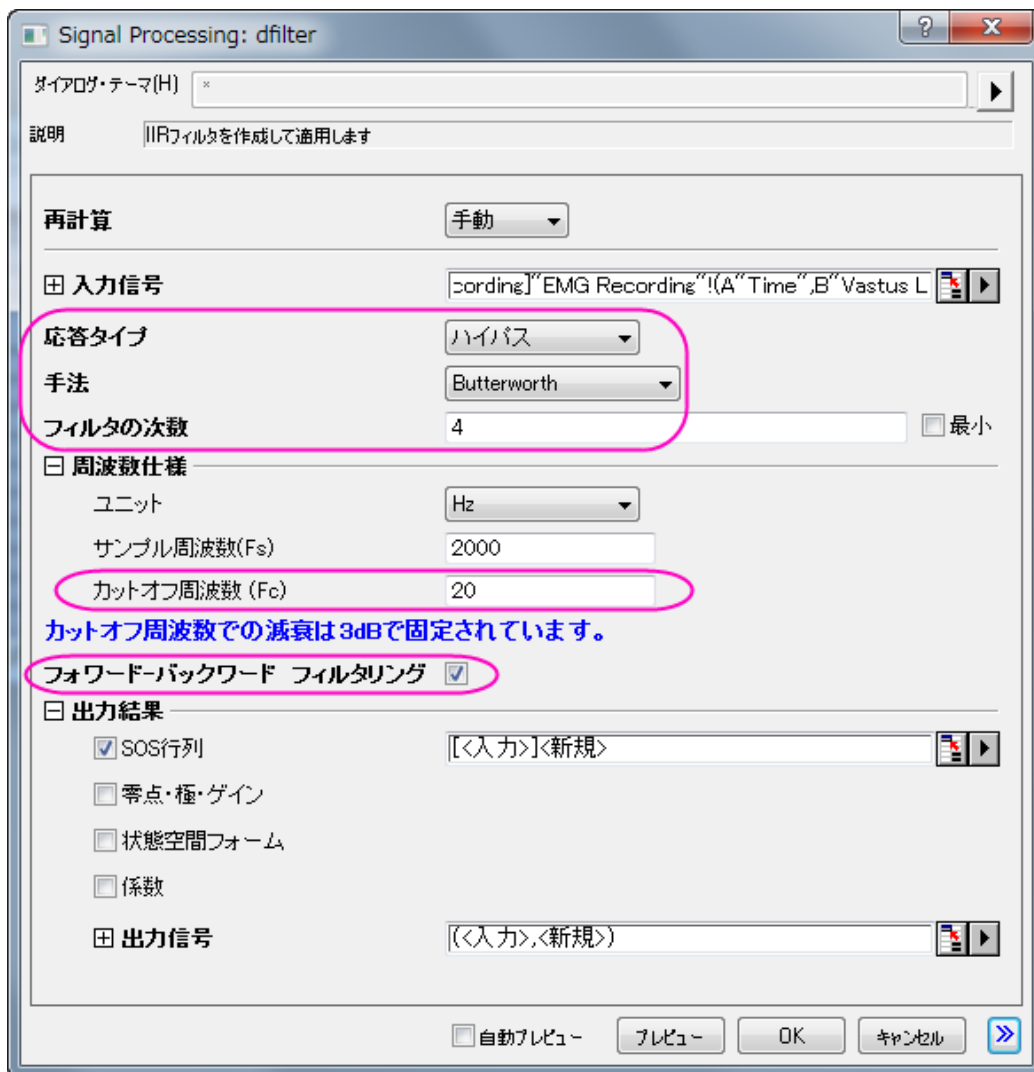 Signal Processing: dfilter
ﾀﾞｲｱﾛｸﾞ･ﾃｰﾏ(H) *
説明 IIRﾌｨﾙﾀを作成して適用します
再計算 手動
入力信号 cording]"EMG Recording"!(A"Time",B"Vastus L
応答タイプ ハイパス
手法 Butterworth
フィルタの次数 4 最小
周波数仕様
ユニット Hz
サンプル周波数(Fs) 2000
カットオフ周波数 (Fc) 20
カットオフ周波数での減衰は3dBで固定されています。
フォワード-バックワード フィルタリング
出力結果
SOS行列 [<入力>]<新規>
零点・極・ゲイン
状態空間フォーム
係数
出力信号 (<入力>,<新規>)
自動ﾌﾟﾚﾋﾞｭｰ ﾌﾟﾚﾋﾞｭｰ OK ｷｬﾝｾﾙ